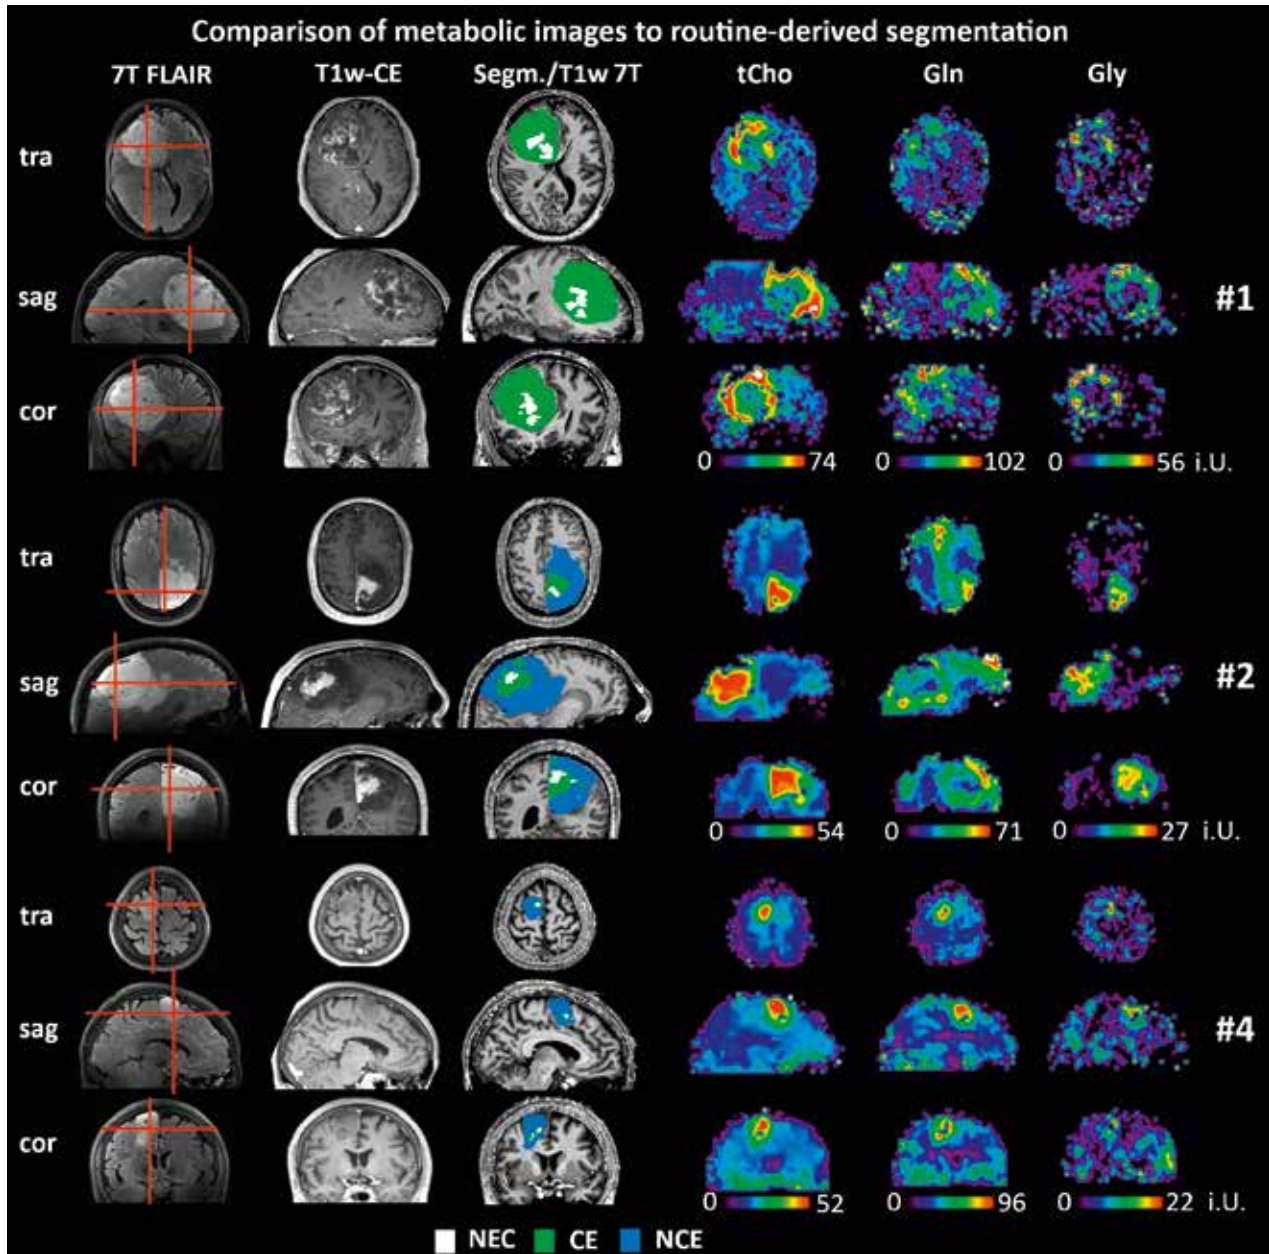 Comparison of metabolic images to routine-derived segmentation
7T FLAIR T1w-CE Segm./T1w 7T tCho Gln Gly
tra
sag #1
cor
0 74 0 102 0 56 i.U.
tra
sag #2
cor
0 54 0 71 0 27 i.U.
tra
sag #4
cor
0 52 0 96 0 22 i.U.
NEC CE NCE